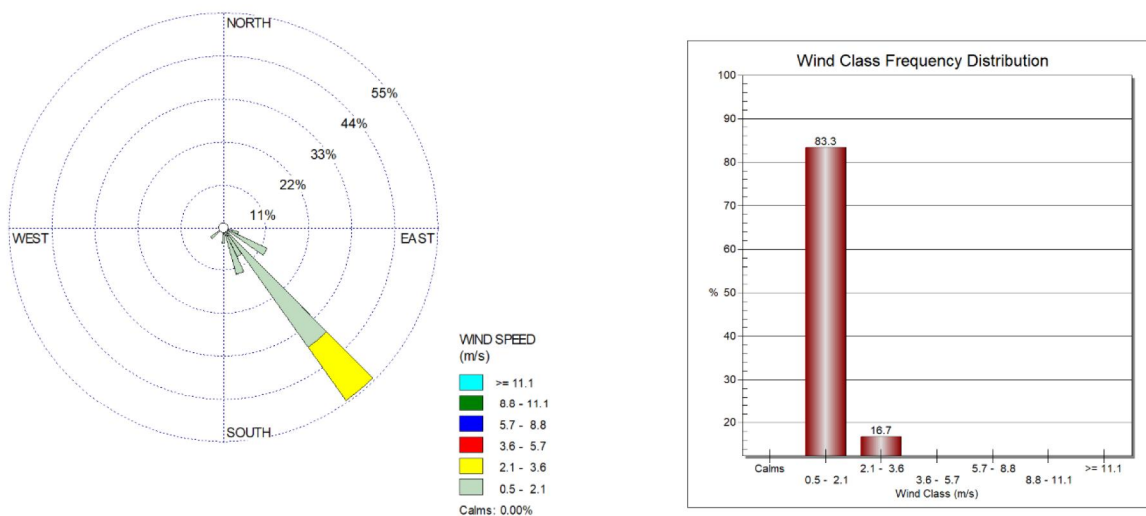 NORTH
55%
44%
33%
22%
11%
WEST
EAST
SOUTH
WIND SPEED
(m/s)
>= 11.1
8.8 - 11.1
5.7 - 8.8
3.6 - 5.7
2.1 - 3.6
0.5 - 2.1
Calms: 0.00%
Wind Class Frequency Distribution
100
90
80
70
60
%
50
40
30
20
83.3
16.7
Calms
0.5 - 2.1
2.1 - 3.6
3.6 - 5.7
5.7 - 8.8
8.8 - 11.1
>= 11.1
Wind Class (m/s)